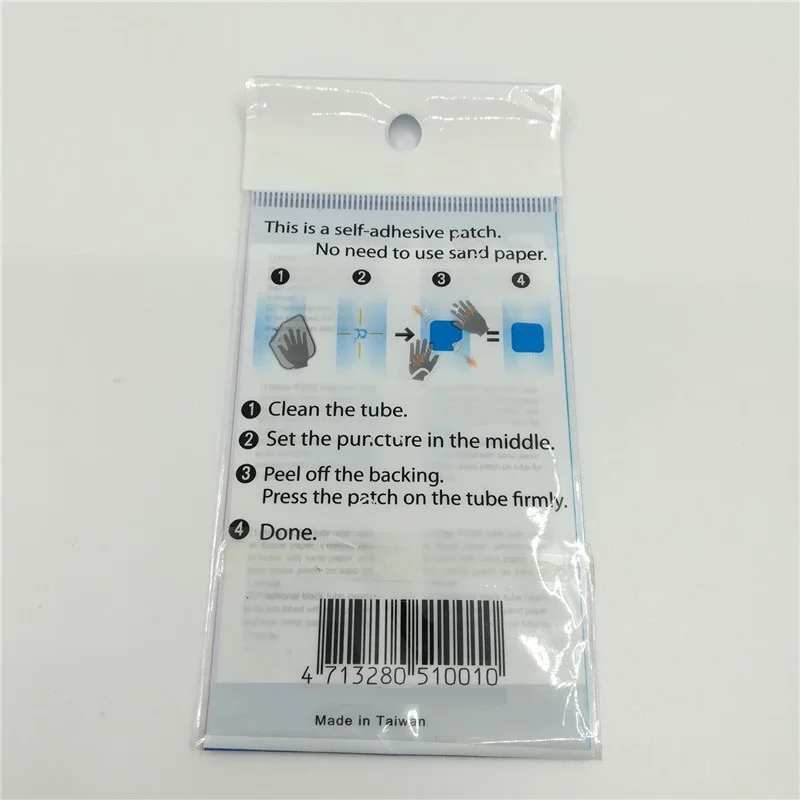 This is a self-adhesive patch.
No need to use sand paper.
1 2 3 4
→ =
1 Clean the tube.
2 Set the puncture in the middle.
3 Peel off the backing.
Press the patch on the tube firmly.
4 Done.
4 713280 510010
Made in Taiwan